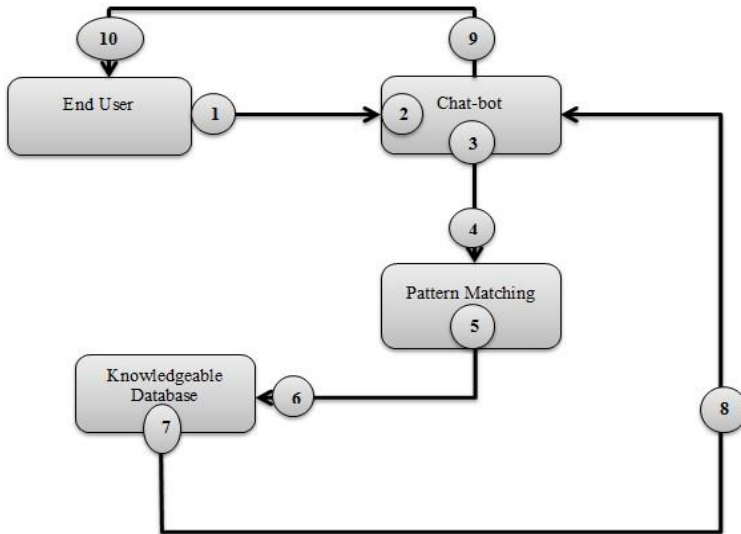 10
9
End User
1
2
Chat-bot
3
4
Pattern Matching
5
Knowledgeable
Database
6
7
8